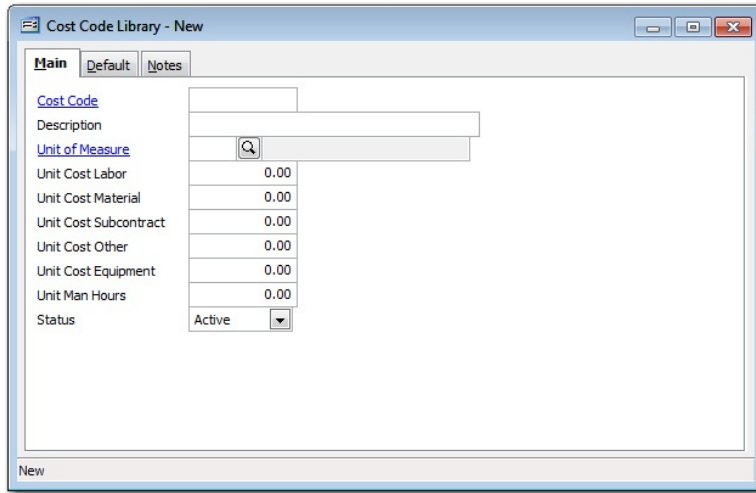 Cost Code Library - New
Main Default Notes
Cost Code
Description
Unit of Measure
Unit Cost Labor 0.00
Unit Cost Material 0.00
Unit Cost Subcontract 0.00
Unit Cost Other 0.00
Unit Cost Equipment 0.00
Unit Man Hours 0.00
Status Active
New